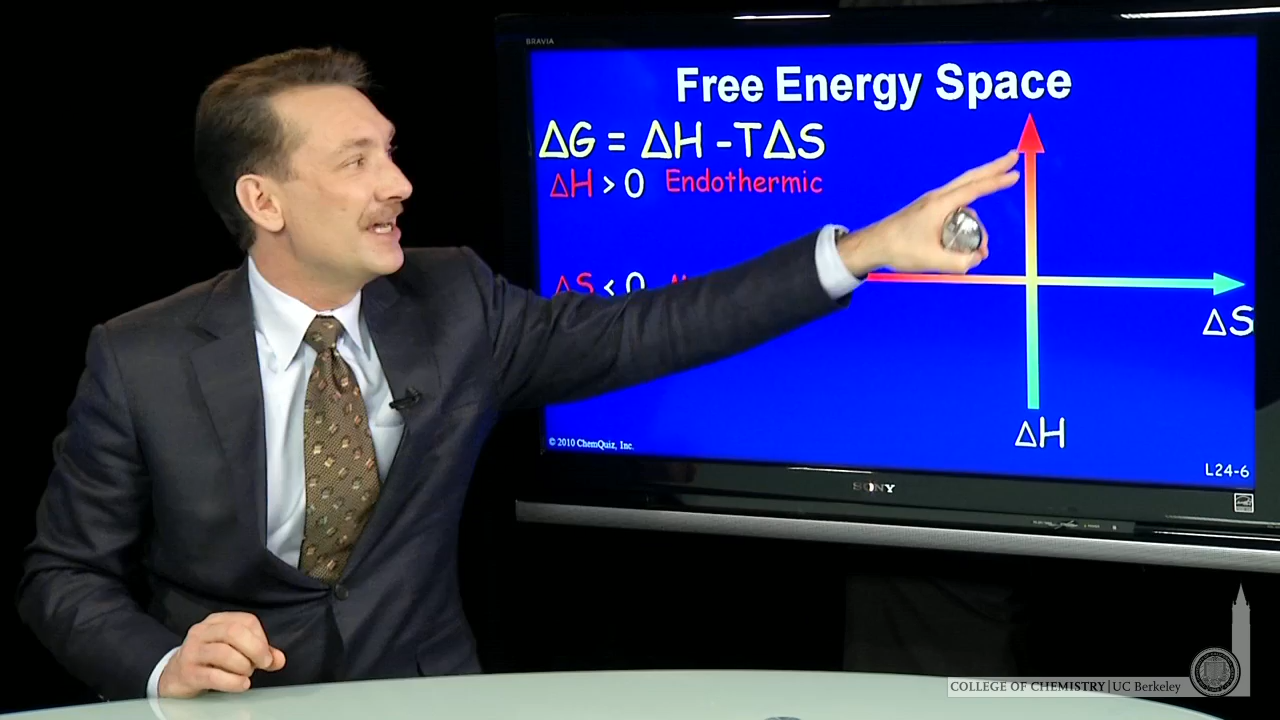 BRAVIA
Free Energy Space
ΔG = ΔH -TΔS
ΔH > 0 Endothermic
ΔS < 0
ΔS
ΔH
© 2010 ChemQuiz, Inc.
L24-6
SONY
COLLEGE OF CHEMISTRY | UC Berkeley